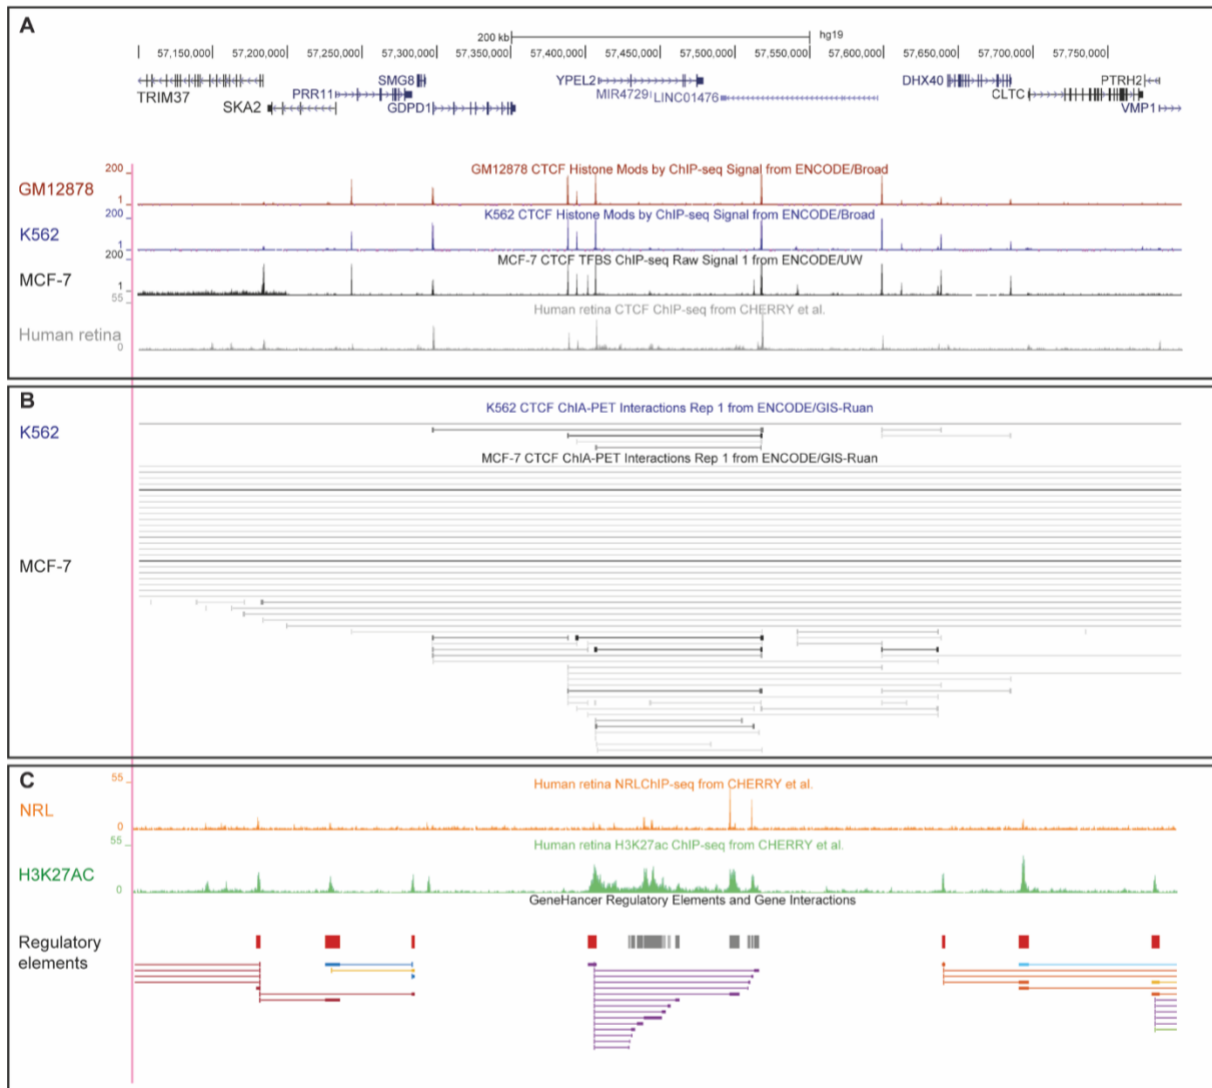 A
200 kb hg19
57,150,000 57,200,000 57,250,000 57,300,000 57,350,000 57,400,000 57,450,000 57,500,000 57,550,000 57,600,000 57,650,000 57,700,000 57,750,000
SMG8 YPEL2 DHX40 PTRH2
TRIM37 PRR11 MIR4729 LINC01476 CLTC
SKA2 GDPD1 VMP1
200 GM12878 CTCF Histone Mods by ChIP-seq Signal from ENCODE/Broad
GM12878
1
200 K562 CTCF Histone Mods by ChIP-seq Signal from ENCODE/Broad
K562
1
200 MCF-7 CTCF TFBS ChIP-seq Raw Signal 1 from ENCODE/UW
MCF-7
1
55 Human retina CTCF ChIP-seq from CHERRY et al.
Human retina
0
B
K562 CTCF ChIA-PET Interactions Rep 1 from ENCODE/GIS-Ruan
K562
MCF-7 CTCF ChIA-PET Interactions Rep 1 from ENCODE/GIS-Ruan
MCF-7
C
55 Human retina NRLChIP-seq from CHERRY et al.
NRL
0
55 Human retina H3K27ac ChIP-seq from CHERRY et al.
H3K27AC
0
GeneHancer Regulatory Elements and Gene Interactions
Regulatory
elements